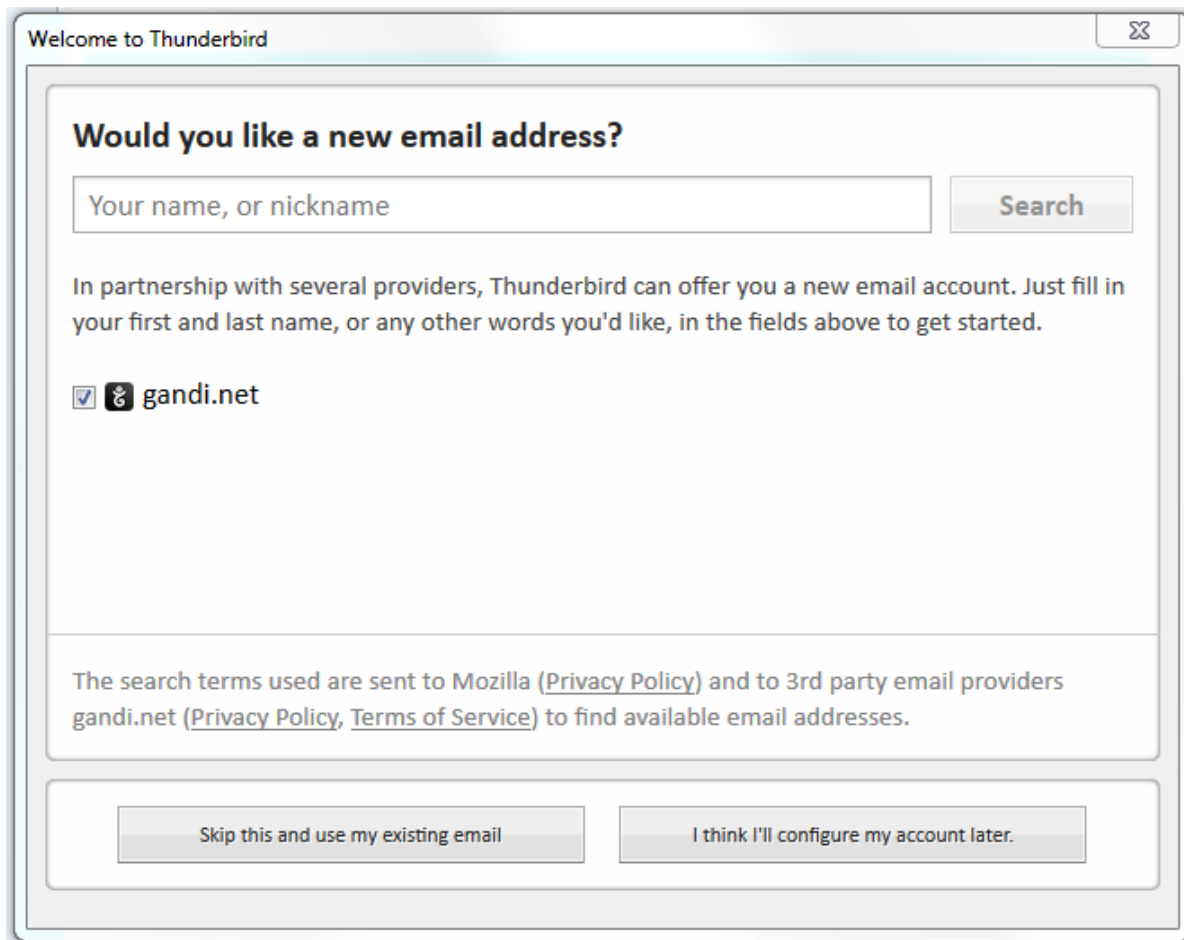 Welcome to Thunderbird
Would you like a new email address?
Your name, or nickname
Search
In partnership with several providers, Thunderbird can offer you a new email account. Just fill in
your first and last name, or any other words you'd like, in the fields above to get started.
gandi.net
The search terms used are sent to Mozilla (Privacy Policy) and to 3rd party email providers
gandi.net (Privacy Policy, Terms of Service) to find available email addresses.
Skip this and use my existing email
I think I'll configure my account later.